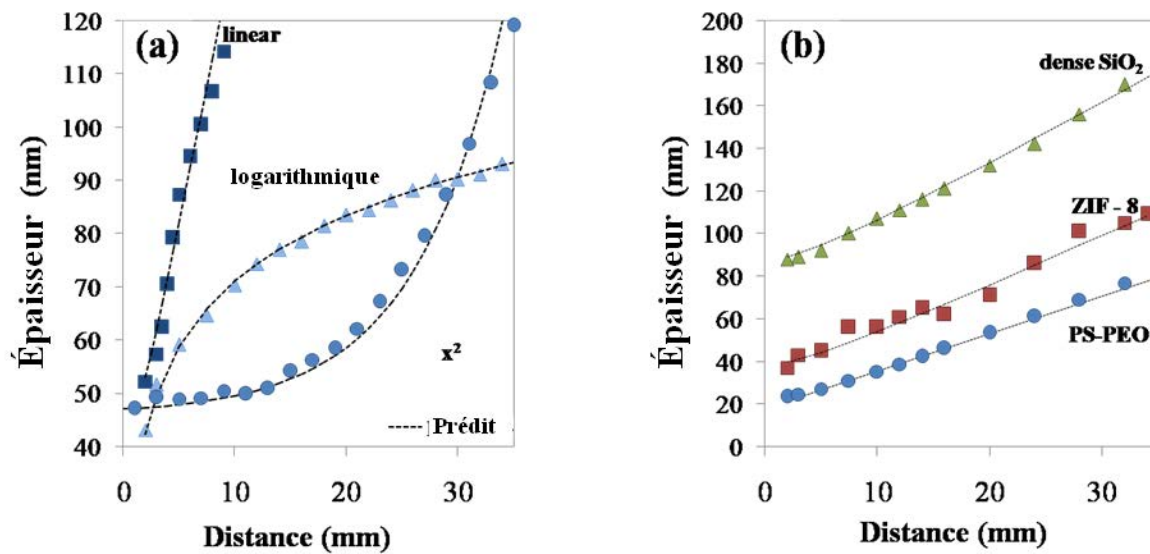 (a)
linear
logarithmique
x²
Prédit
Épaisseur (nm)
120
110
100
90
80
70
60
50
40
0 10 20 30
Distance (mm)
(b)
dense SiO₂
ZIF - 8
PS-PEO
Épaisseur (nm)
200
180
160
140
120
100
80
60
40
20
0
0 10 20 30
Distance (mm)